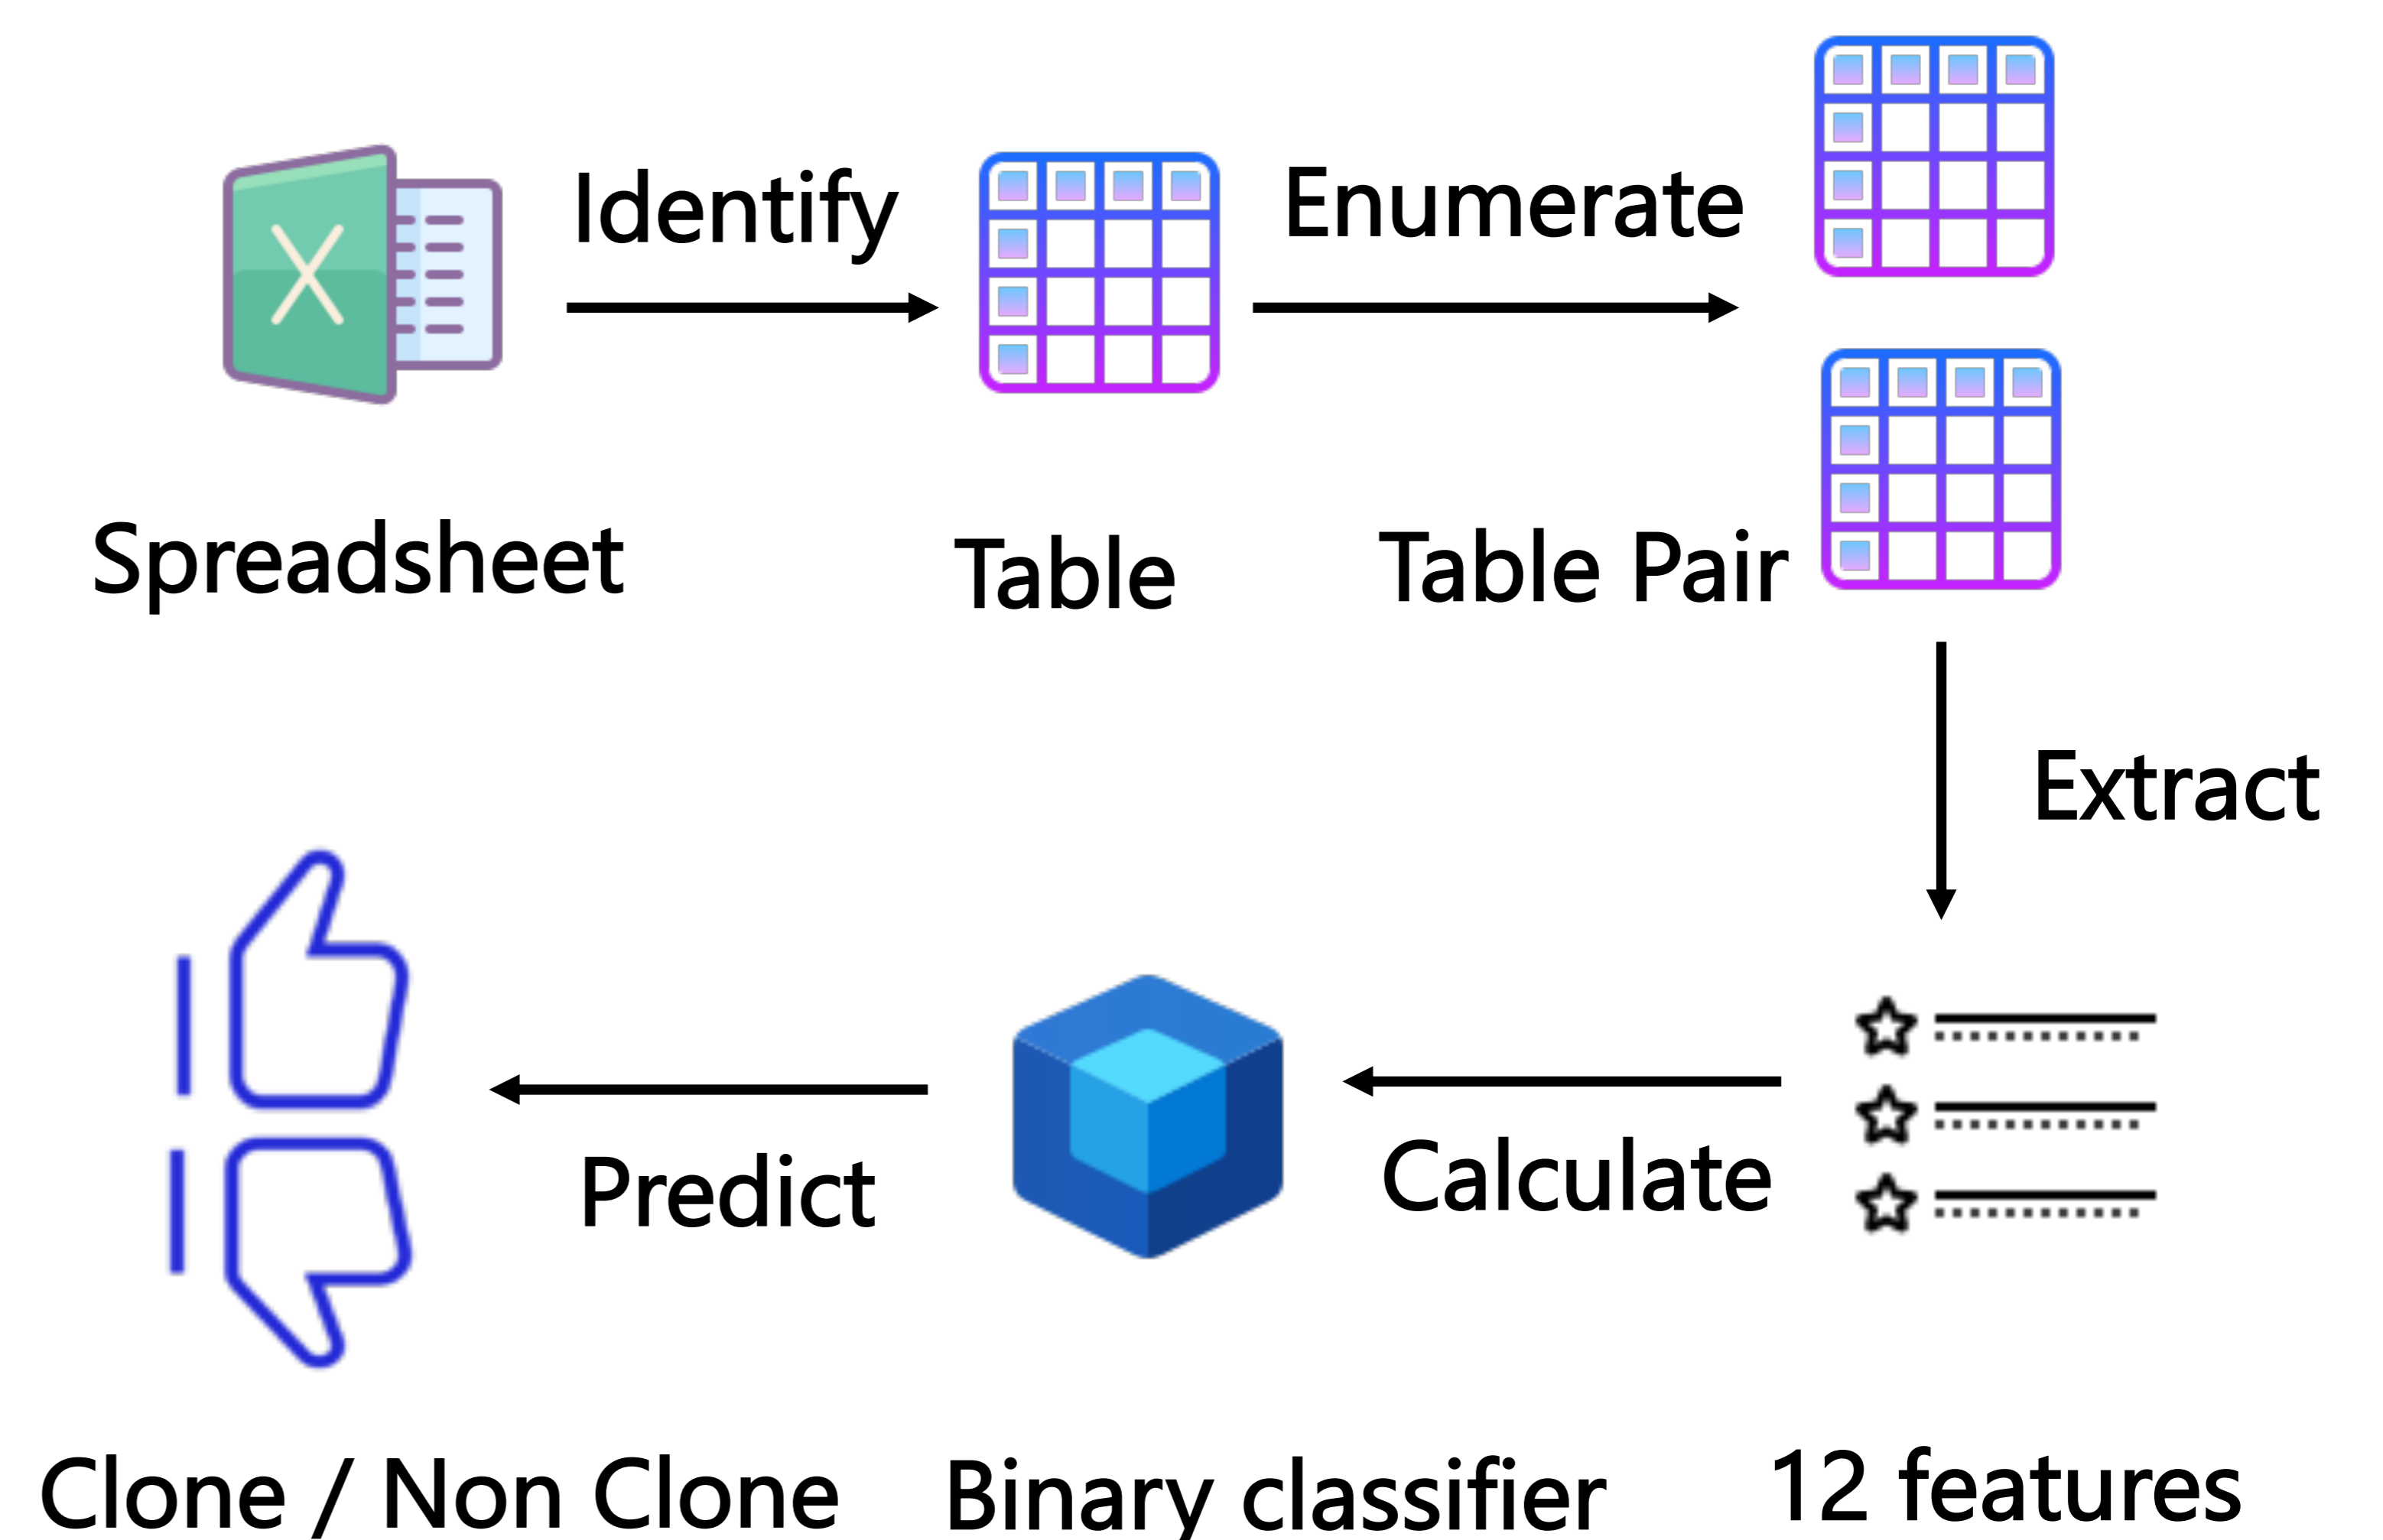 Identify
Enumerate
Spreadsheet
Table
Table Pair
Extract
Calculate
Predict
12 features
Binary classifier
Clone / Non Clone